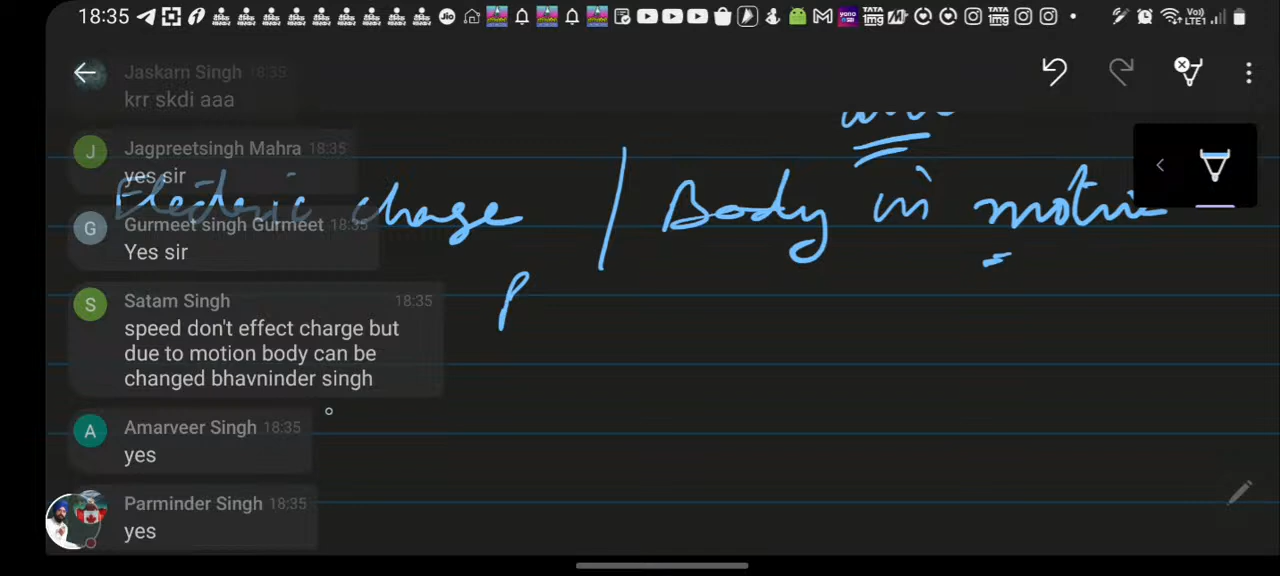 18:35
Jaskarn Singh 18:35
krr skdi aaa
Jagpreetsingh Mahra 18:35
yes sir
Electric charge / Body in motion
Gurmeet singh Gurmeet 18:35
Yes sir
P
Satam Singh 18:35
speed don't effect charge but
due to motion body can be
changed bhavninder singh
Amarveer Singh 18:35
yes
Parminder Singh 18:35
yes